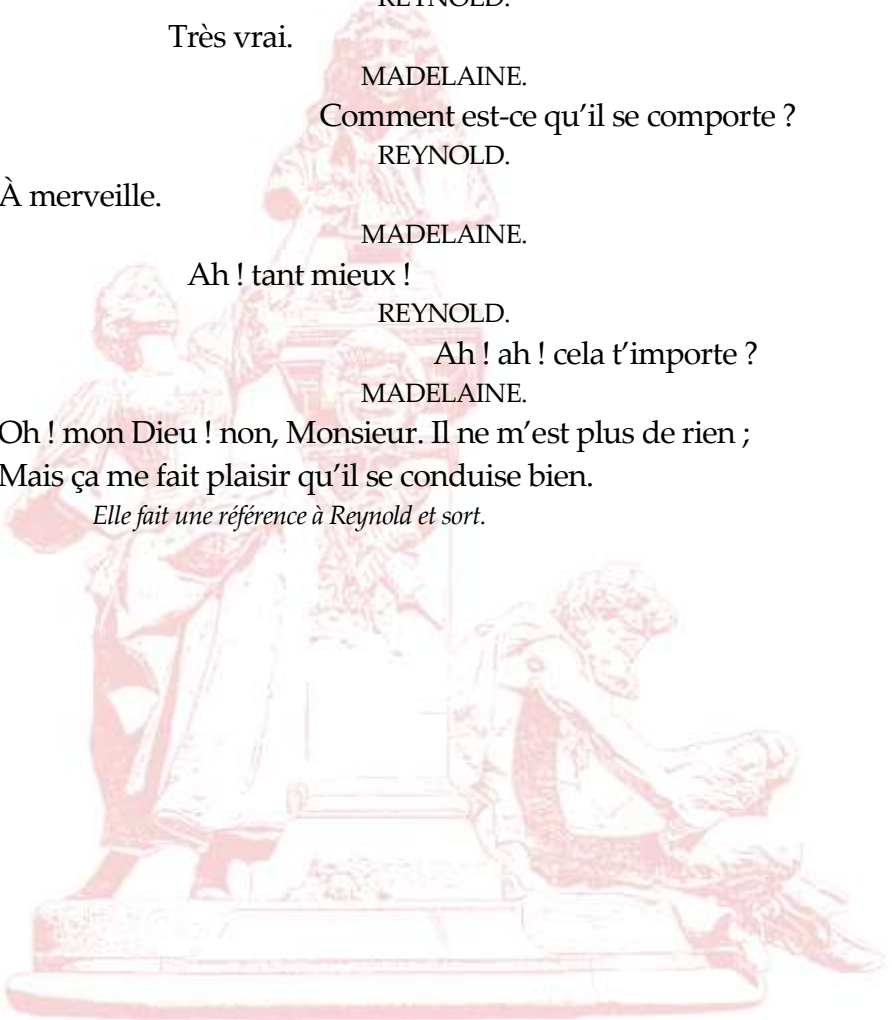 REYNOLD.
Très vrai.
MADELAINE.
Comment est-ce qu’il se comporte ?
REYNOLD.
À merveille.
MADELAINE.
Ah ! tant mieux !
REYNOLD.
Ah ! ah ! cela t’importe ?
MADELAINE.
Oh ! mon Dieu ! non, Monsieur. Il ne m’est plus de rien ;
Mais ça me fait plaisir qu’il se conduise bien.
Elle fait une référence à Reynold et sort.